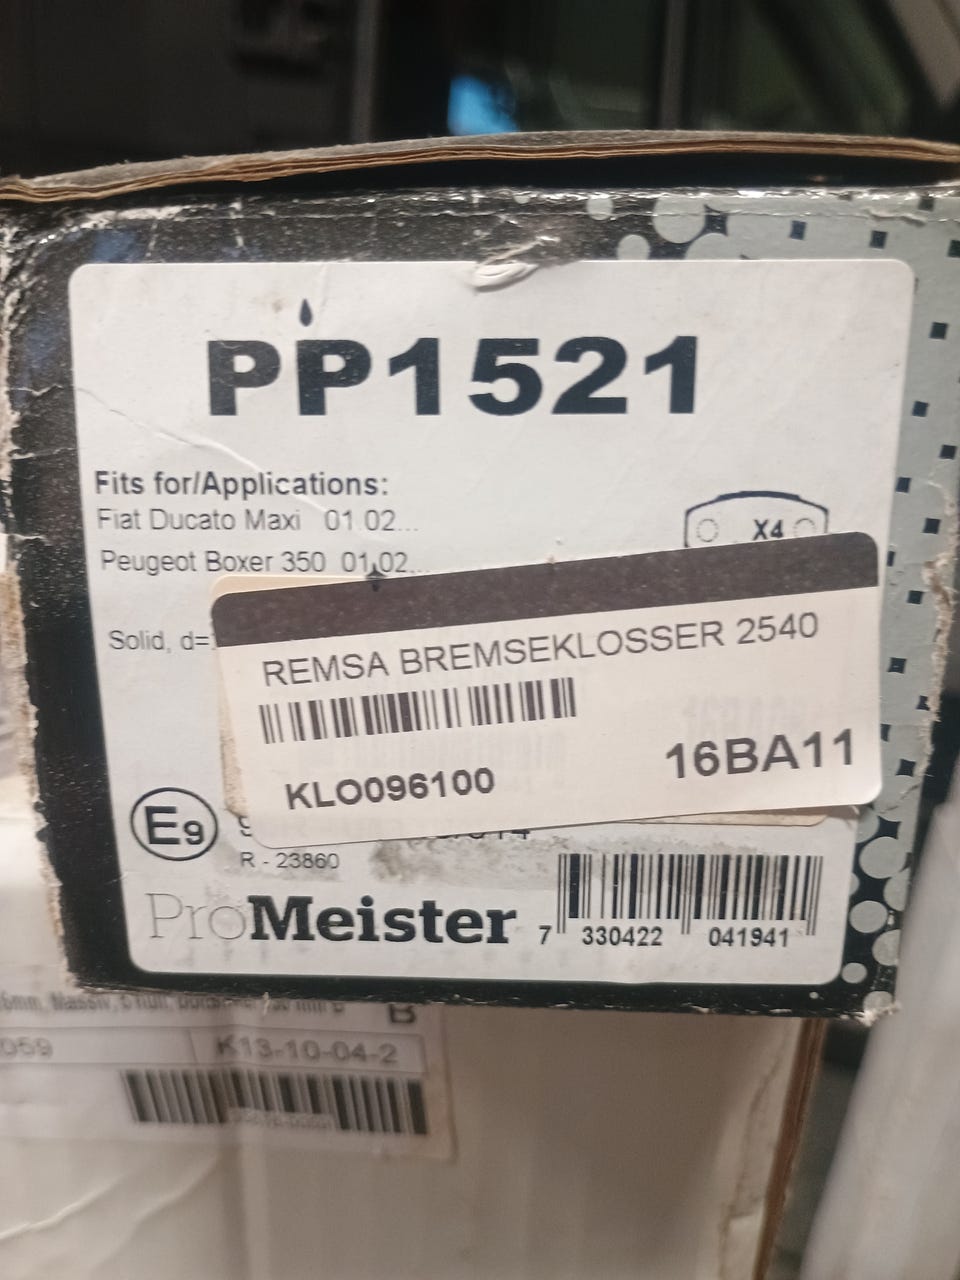 PP1521
Fits for/Applications:
Fiat Ducato Maxi 01.02...
X4
Peugeot Boxer 350 01.02...
Solid, d=
REMSA BREMSEKLOSSER 2540
KLO096100
16BA11
E9
R - 23860
ProMeister
7 330422 041941
B
059
K13-10-04-2